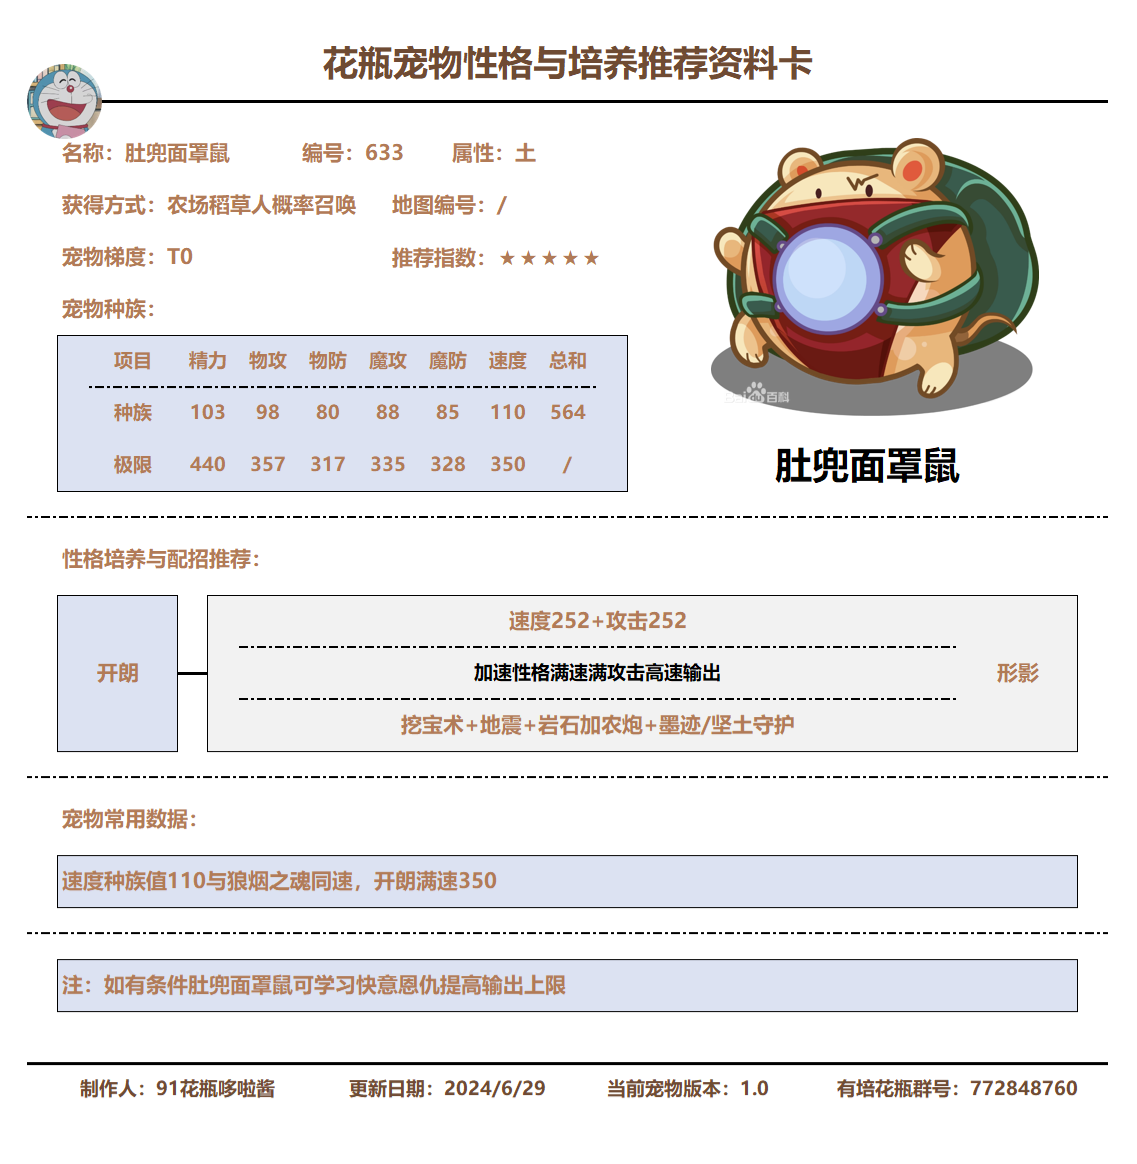 花瓶宠物性格与培养推荐资料卡
名称：肚兜面罩鼠 编号：633 属性：土
获得方式：农场稻草人概率召唤 地图编号：/
宠物梯度：T0 推荐指数：★★★★★
宠物种族：
项目 精力 物攻 物防 魔攻 魔防 速度 总和
种族 103 98 80 88 85 110 564
极限 440 357 317 335 328 350 /
Baidu百科
肚兜面罩鼠
性格培养与配招推荐：
开朗
速度252+攻击252
加速性格满速满攻击高速输出
挖宝术+地震+岩石加农炮+墨迹/坚土守护
形影
宠物常用数据：
速度种族值110与狼烟之魂同速，开朗满速350
注：如有条件肚兜面罩鼠可学习快意恩仇提高输出上限
制作人：91花瓶哆啦酱 更新日期：2024/6/29 当前宠物版本：1.0 有培花瓶群号：772848760